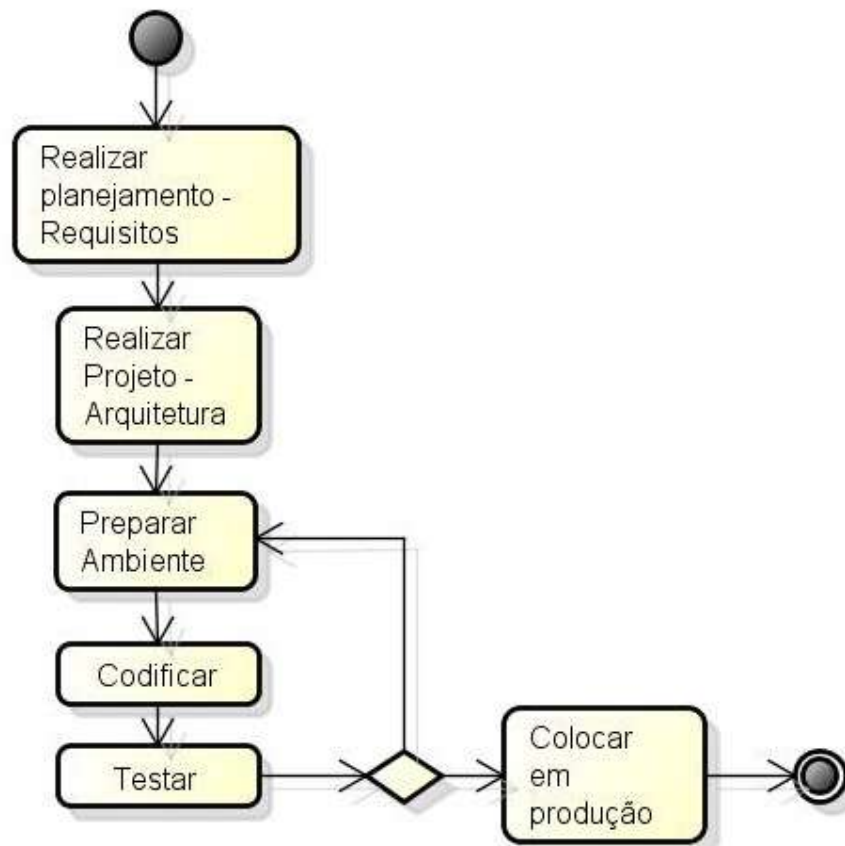 Realizar
planejamento -
Requisitos
Realizar
Projeto -
Arquitetura
Preparar
Ambiente
Codificar
Testar
Colocar
em
produção